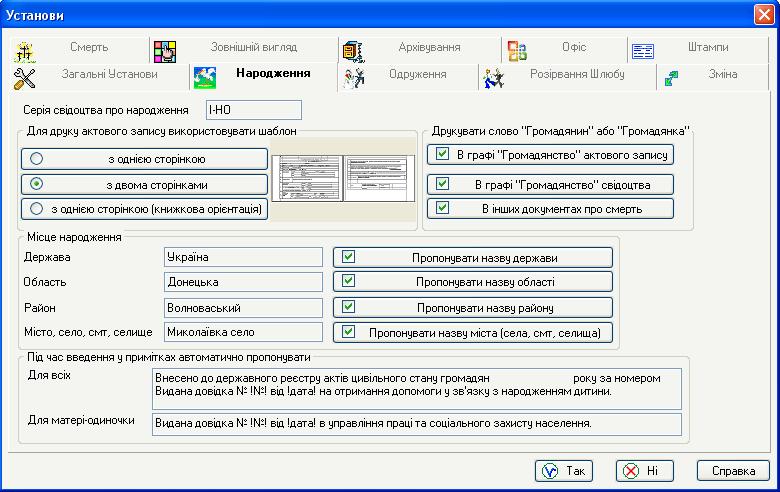 Установи
Смерть
Зовнішній вигляд
Архівування
Офіс
Штампи
Загальні Установи
Народження
Одруження
Розірвання Шлюбу
Зміна
Серія свідоцтва про народження
І-НО
Для друку актового запису використовувати шаблон
з однією сторінкою
з двома сторінками
з однією сторінкою (книжкова орієнтація)
Друкувати слово "Громадянин" або "Громадянка"
В графі "Громадянство" актового запису
В графі "Громадянство" свідоцтва
В інших документах про смерть
Місце народження
Держава
Україна
Пропонувати назву держави
Область
Донецька
Пропонувати назву області
Район
Волноваський
Пропонувати назву району
Місто, село, смт, селище
Миколаївка село
Пропонувати назву міста (села, смт, селища)
Під час введення у примітках автоматично пропонувати
Для всіх
Внесено до державного реєстру актів цивільного стану громадян року за номером
Видана довідка № !№! від !дата! на отримання допомоги у зв'язку з народженням дитини.
Для матері-одиночки
Видана довідка № !№! від !дата! в управління праці та соціального захисту населення.
Так
Ні
Справка